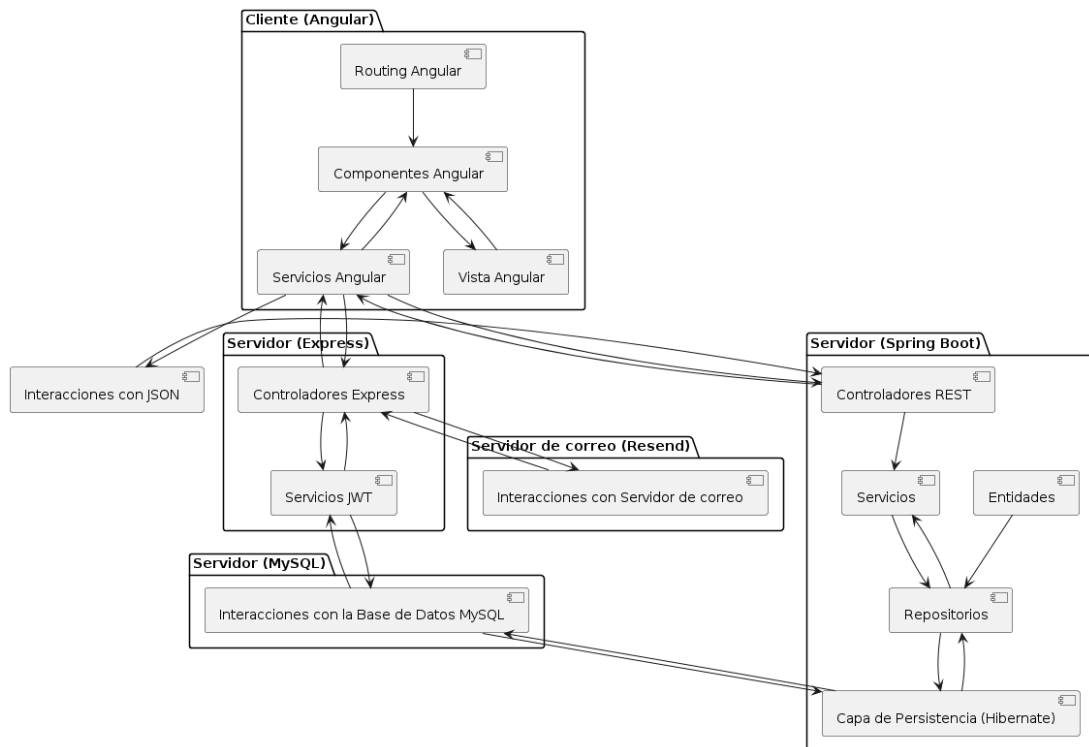 Cliente (Angular)
Routing Angular
Componentes Angular
Servicios Angular
Vista Angular
Servidor (Express)
Servidor (Spring Boot)
Interacciones con JSON
Controladores Express
Controladores REST
Servidor de correo (Resend)
Servicios JWT
Interacciones con Servidor de correo
Servicios
Entidades
Servidor (MySQL)
Interacciones con la Base de Datos MySQL
Repositorios
Capa de Persistencia (Hibernate)